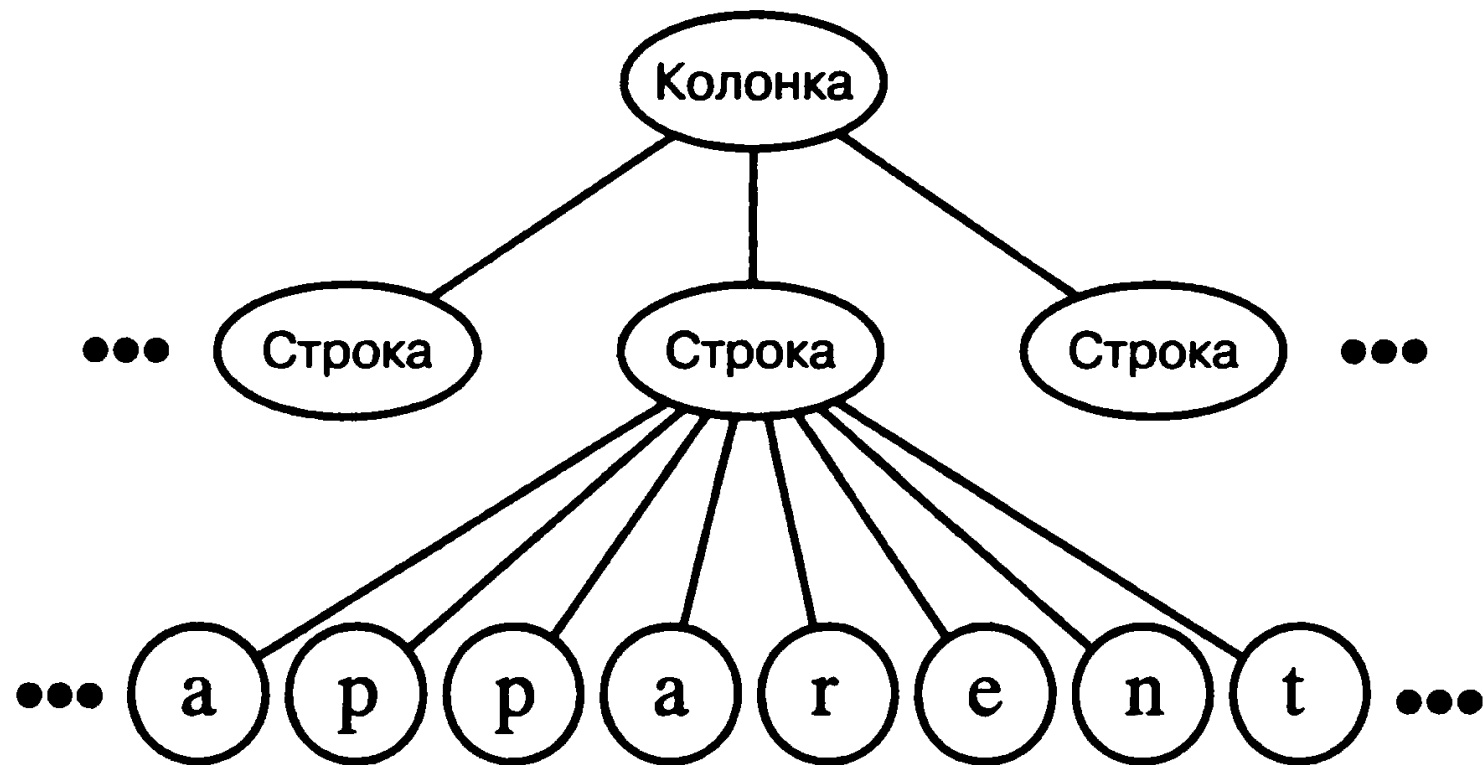 Колонка
••• Строка Строка Строка •••
••• a p p a r e n t •••